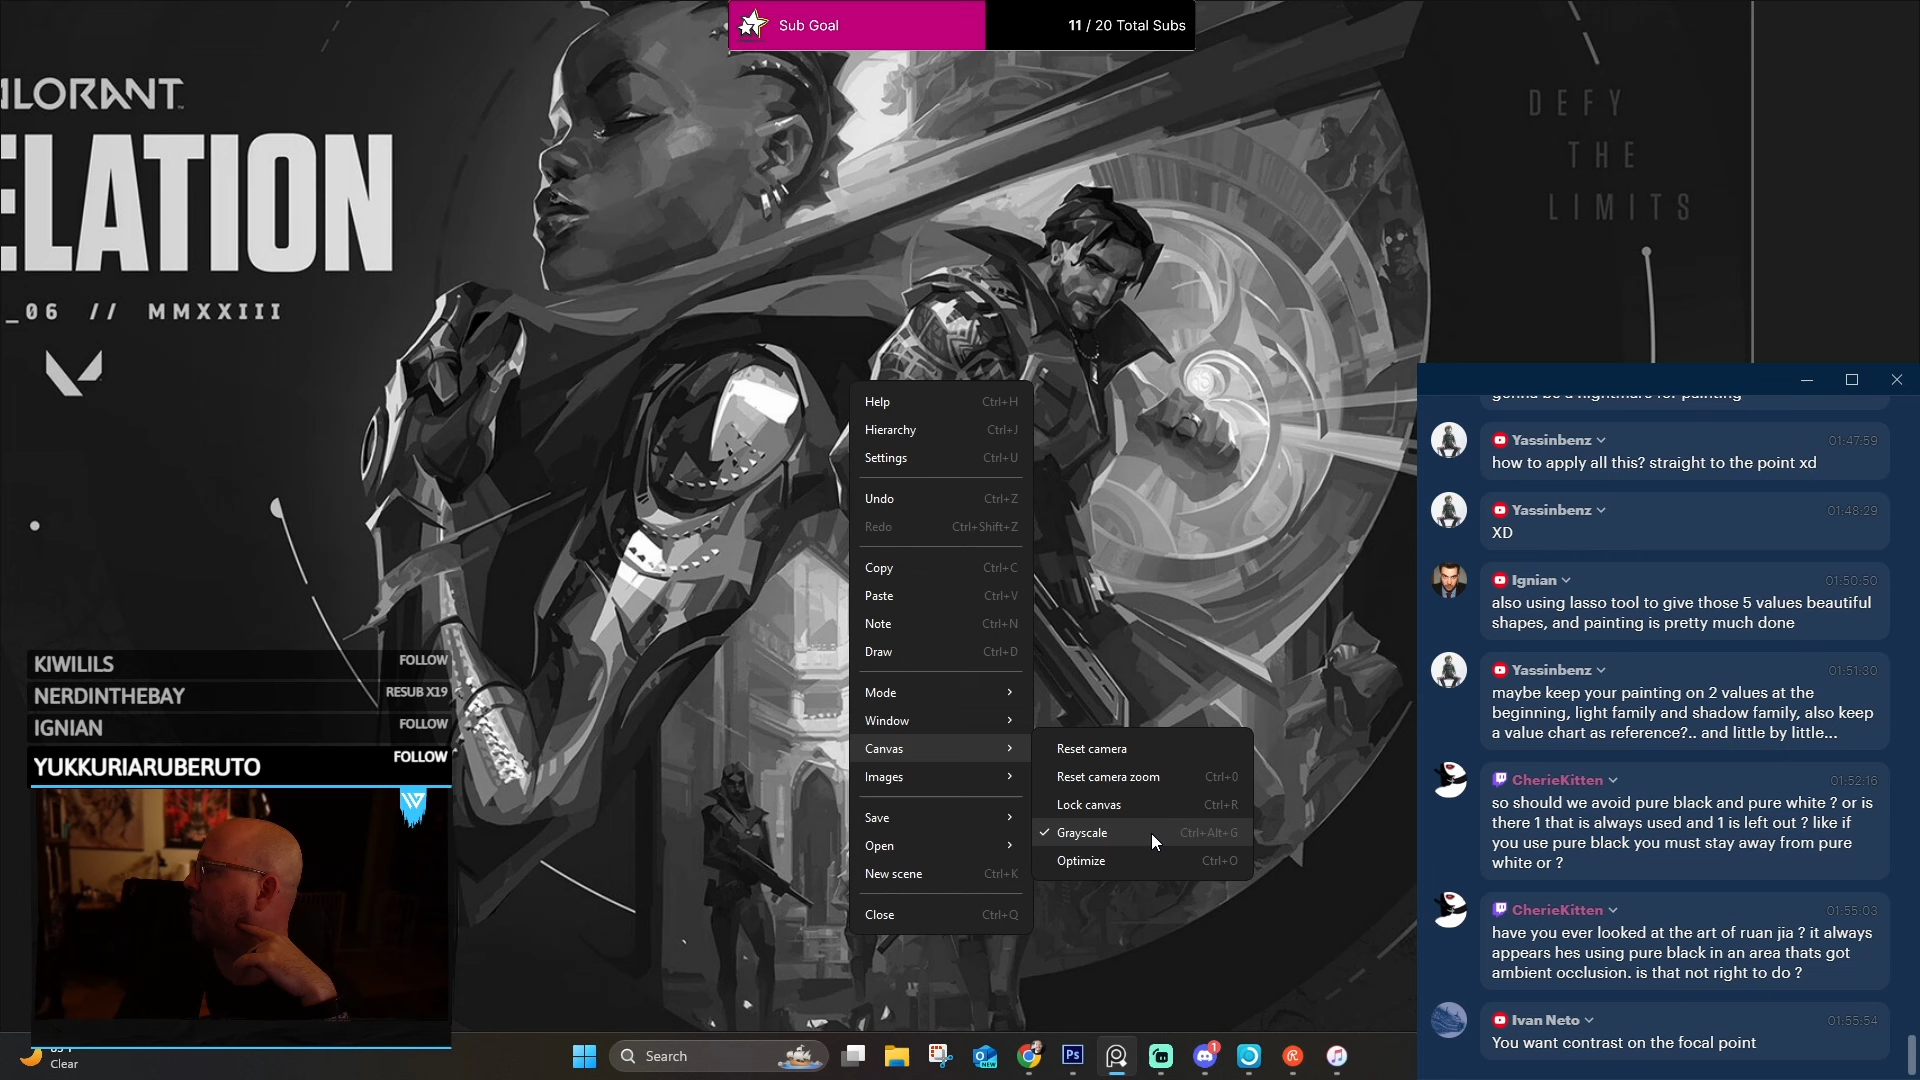 Sub Goal
11 / 20 Total Subs
LORANT
ELATION
_06 // MMXXIII
DEFY
THE
LIMITS
KIWILILS FOLLOW
NERDINTHEBAY RESUB X19
IGNIAN FOLLOW
YUKKURIARUBERUTO FOLLOW
Help Ctrl+H
Hierarchy Ctrl+J
Settings Ctrl+U
Undo Ctrl+Z
Redo Ctrl+Shift+Z
Copy Ctrl+C
Paste Ctrl+V
Note Ctrl+N
Draw Ctrl+D
Mode
Window
Canvas
Images
Save
Open
New scene Ctrl+K
Close Ctrl+Q
Reset camera
Reset camera zoom Ctrl+0
Lock canvas Ctrl+R
Grayscale Ctrl+Alt+G
Optimize Ctrl+O
gonna be a nightmare for painting
Yassinbenz 01:47:59
how to apply all this? straight to the point xd
Yassinbenz 01:48:29
XD
Ignian 01:50:50
also using lasso tool to give those 5 values beautiful
shapes, and painting is pretty much done
Yassinbenz 01:51:30
maybe keep your painting on 2 values at the
beginning, light family and shadow family, also keep
a value chart as reference?.. and little by little...
CherieKitten 01:52:16
so should we avoid pure black and pure white ? or is
there 1 that is always used and 1 is left out ? like if
you use pure black you must stay away from pure
white or ?
CherieKitten 01:55:03
have you ever looked at the art of ruan jia ? it always
appears hes using pure black in an area thats got
ambient occlusion. is that not right to do ?
Ivan Neto 01:55:54
You want contrast on the focal point
Clear
Search
NEW
Ps
1